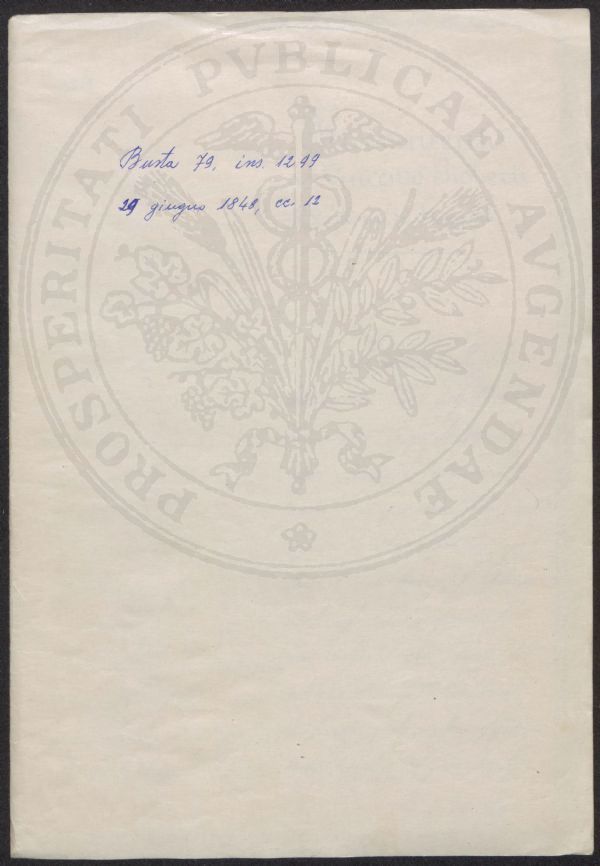 PROSPERITATI PVBLICAE AVGENDAE
Busta 79, ins. 1299
29 giugno 1848, cc. 12